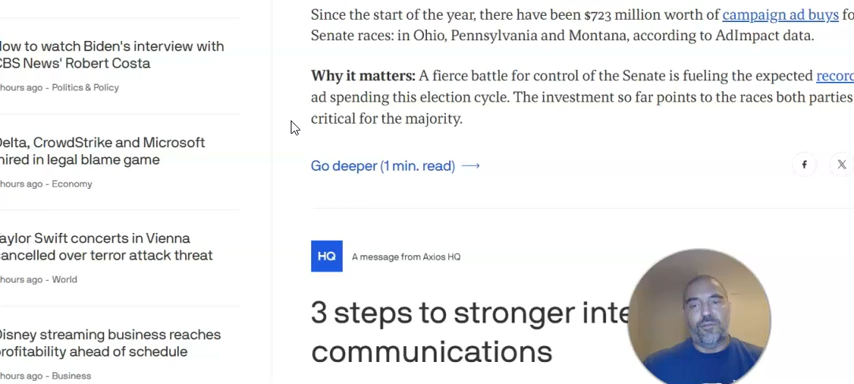 ow to watch Biden's interview with
CBS News' Robert Costa
hours ago - Politics & Policy
Delta, CrowdStrike and Microsoft
ired in legal blame game
hours ago - Economy
aylor Swift concerts in Vienna
ancelled over terror attack threat
hours ago - World
Disney streaming business reaches
rofitability ahead of schedule
hours ago - Business
Since the start of the year, there have been $723 million worth of campaign ad buys fo
Senate races: in Ohio, Pennsylvania and Montana, according to AdImpact data.
Why it matters: A fierce battle for control of the Senate is fueling the expected recor
ad spending this election cycle. The investment so far points to the races both parties
critical for the majority.
Go deeper (1 min. read) →
HQ A message from Axios HQ
3 steps to stronger inte
communications